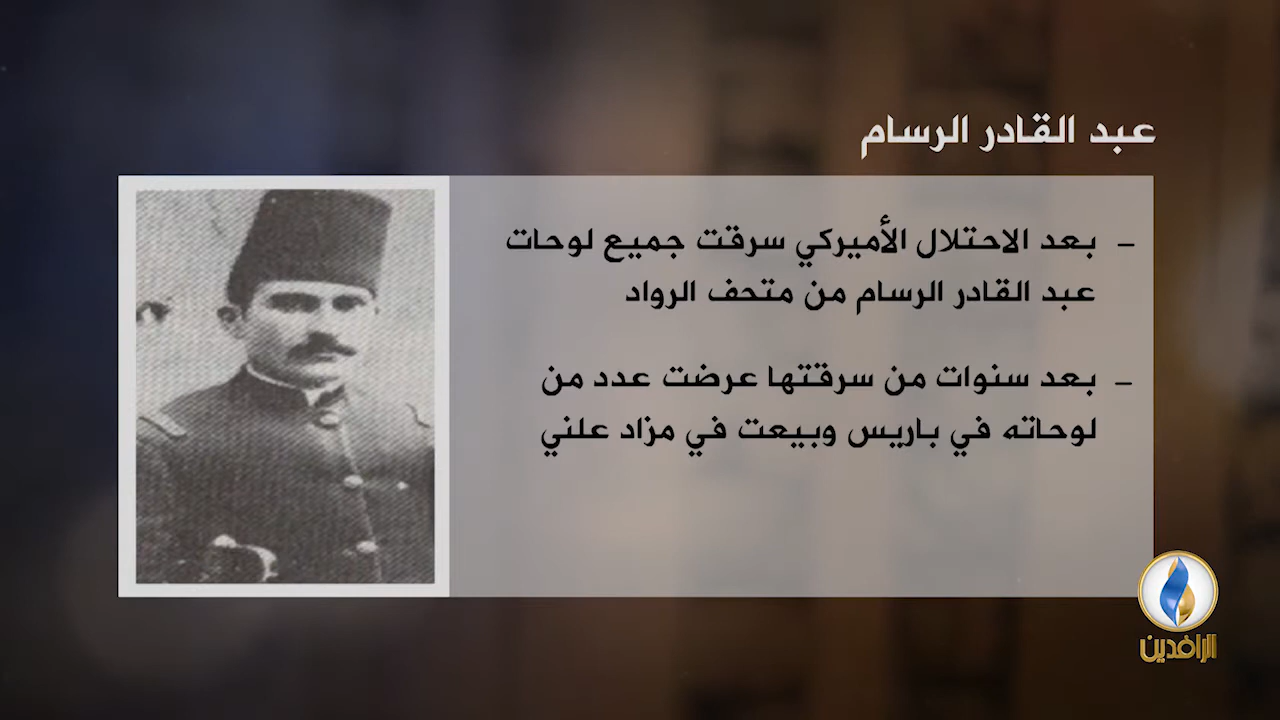 عبد القادر الرسام
- بعد الاحتلال الأميركي سرقت جميع لوحات
عبد القادر الرسام من متحف الرواد
- بعد سنوات من سرقتها عرضت عدد من
لوحاته في باريس وبيعت في مزاد علني
الرافدين